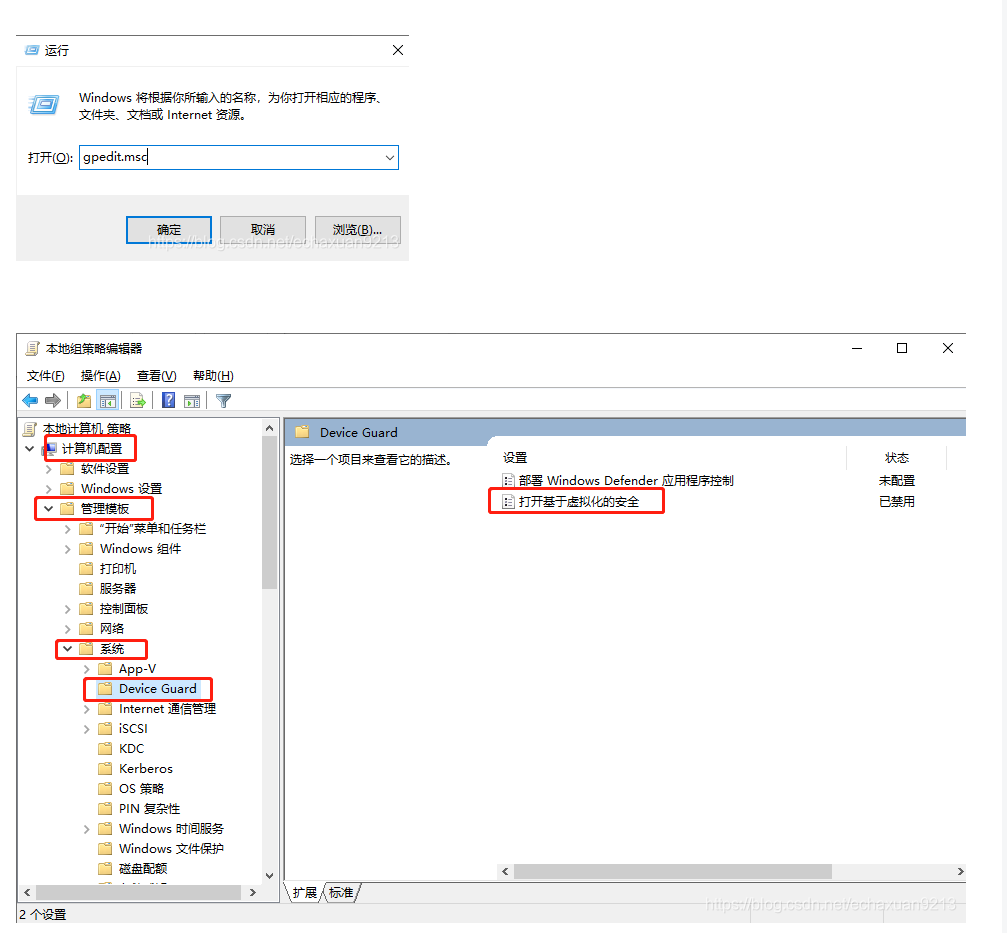 运行
Windows 将根据你所输入的名称，为你打开相应的程序、
文件夹、文档或 Internet 资源。
打开(O): gpedit.msc
确定 取消 浏览(B)...
https://blog.csdn.net/echaxuan9213
本地组策略编辑器
文件(F) 操作(A) 查看(V) 帮助(H)
本地计算机 策略
计算机配置
软件设置
Windows 设置
管理模板
“开始”菜单和任务栏
Windows 组件
打印机
服务器
控制面板
网络
系统
App-V
Device Guard
Internet 通信管理
iSCSI
KDC
Kerberos
OS 策略
PIN 复杂性
Windows 时间服务
Windows 文件保护
磁盘配额
Device Guard
选择一个项目来查看它的描述。
设置 状态
部署 Windows Defender 应用程序控制 未配置
打开基于虚拟化的安全 已禁用
扩展 标准
2 个设置
https://blog.csdn.net/echaxuan9213